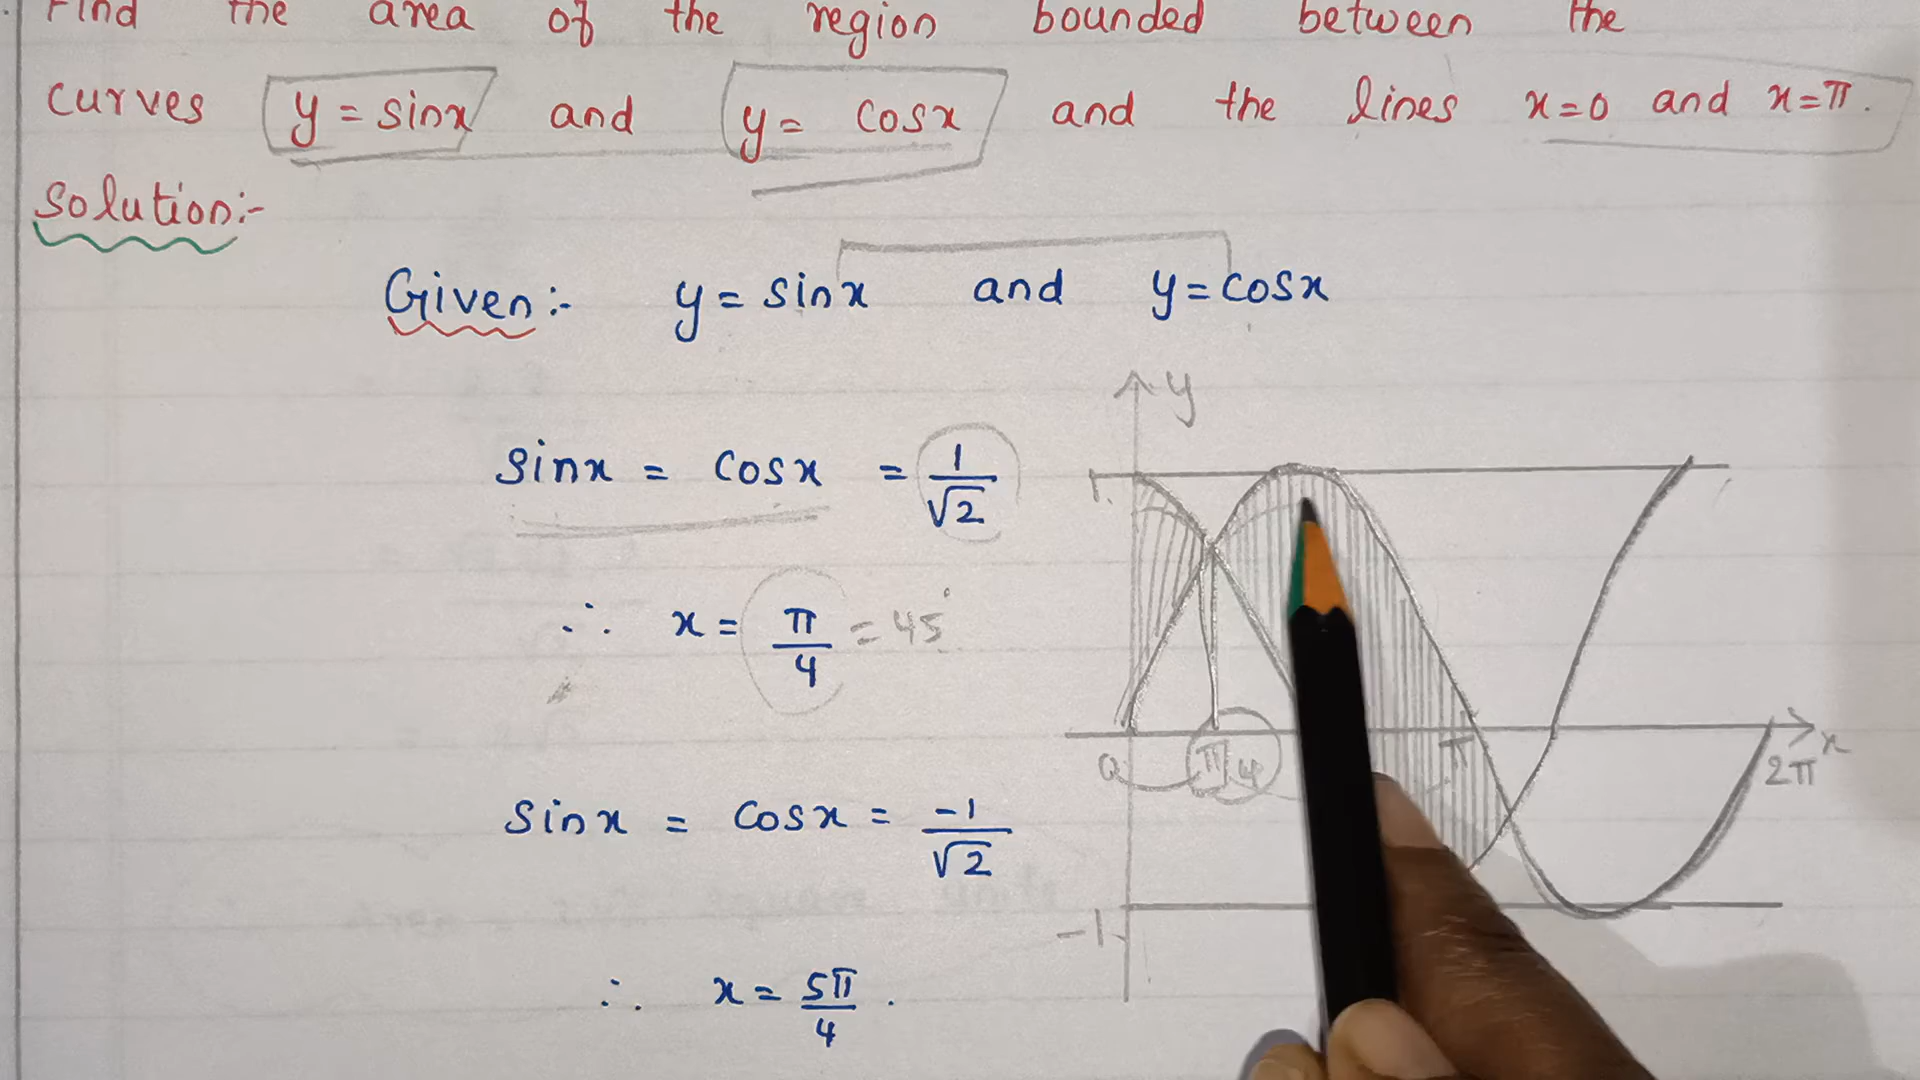 Find the area of the region bounded between the
curves y = sinx and y = cosx and the lines x=0 and x=π.
Solution:-
Given:- y = sinx and y = cosx
y
sinx = cosx = 1/√2
1
∴ x = π/4 = 45°
0 π/4 π 2π x
sinx = cosx = -1/√2
-1
∴ x = 5π/4 .